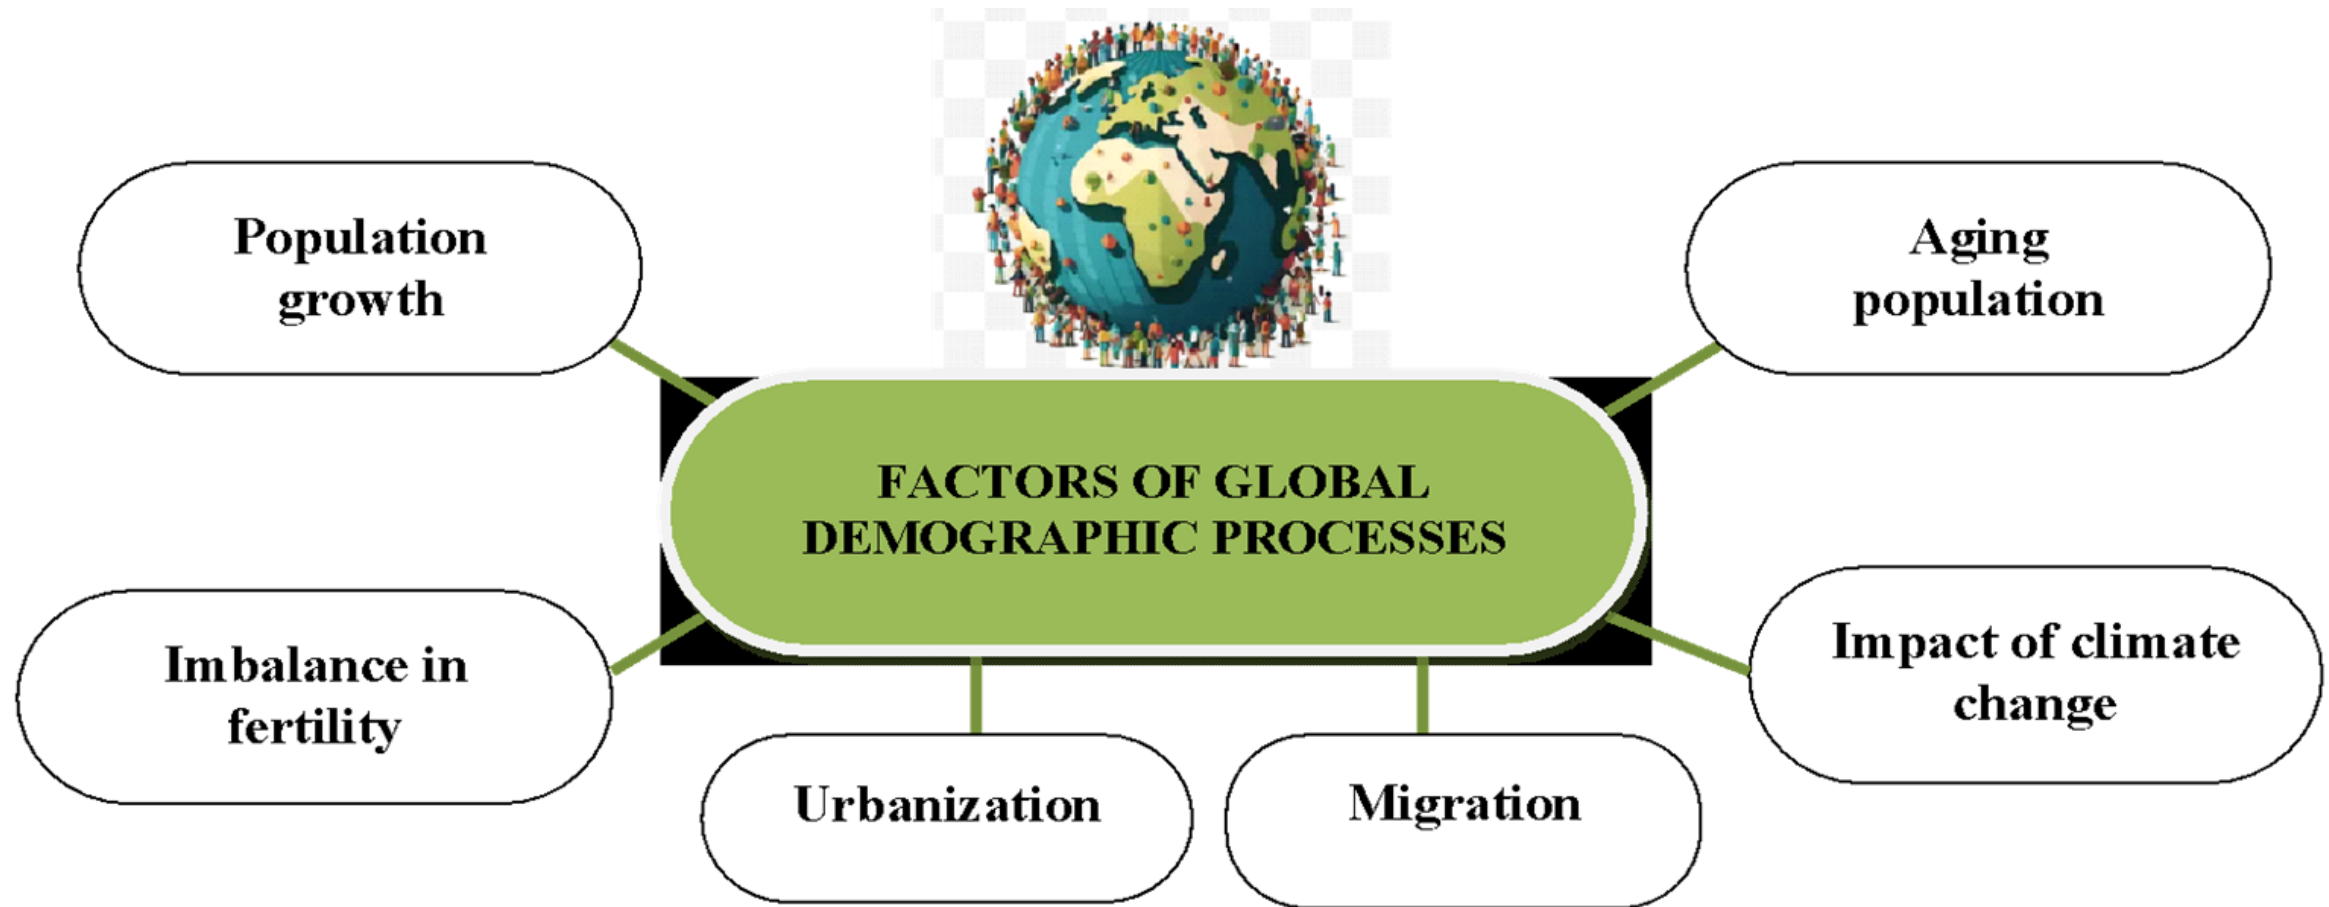 Population
growth
Aging
population
FACTORS OF GLOBAL
DEMOGRAPHIC PROCESSES
Imbalance in
fertility
Impact of climate
change
Urbanization
Migration